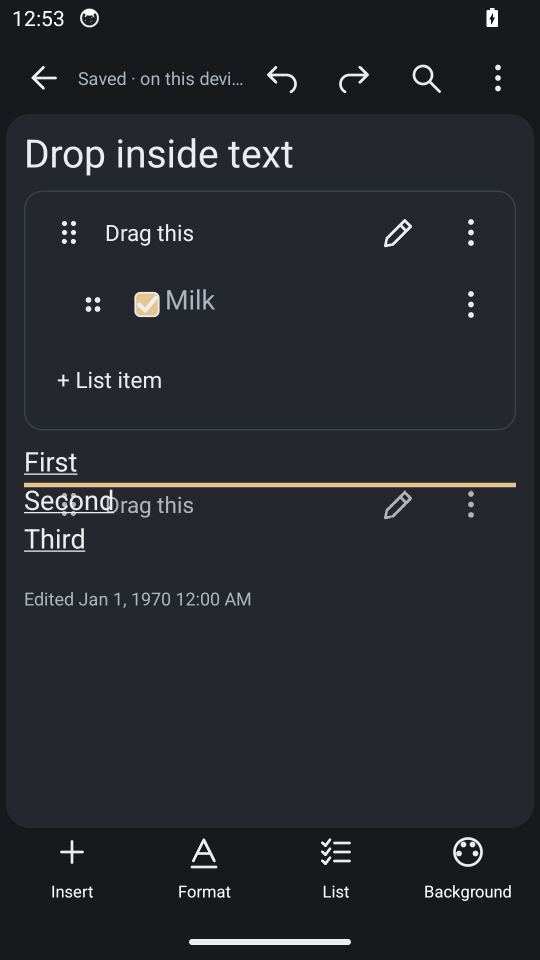 12:53
Saved · on this devi…
Drop inside text
Drag this
Milk
+ List item
First
Second
Drag this
Third
Edited Jan 1, 1970 12:00 AM
Insert Format List Background